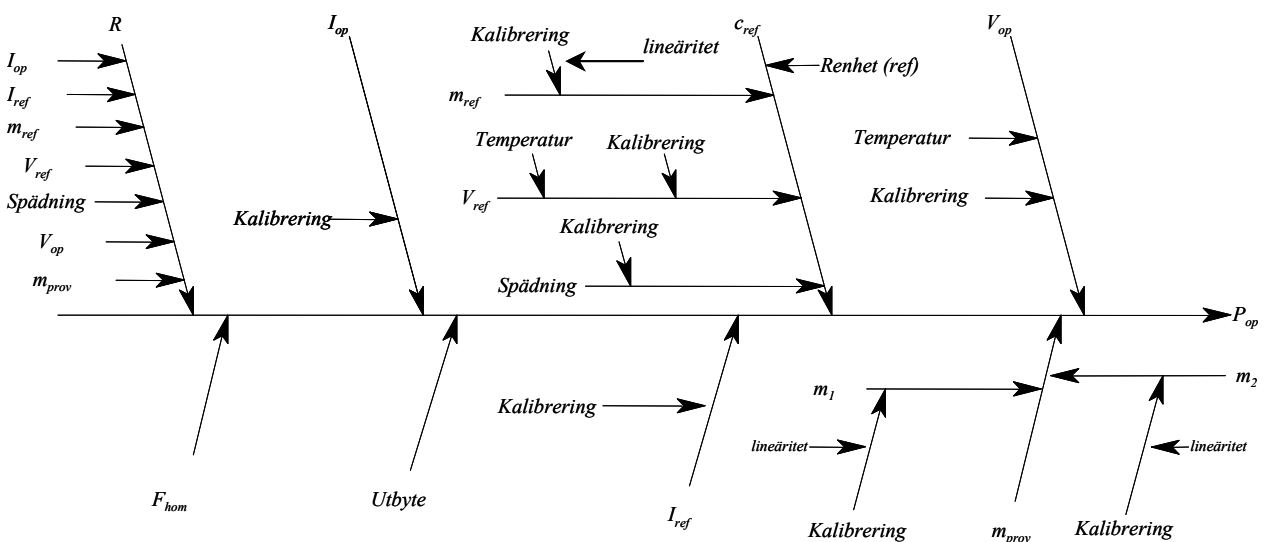 R
I_op
I_ref
m_ref
V_ref
Spädning
V_op
m_prov
I_op
Kalibrering
c_ref
Renhet (ref)
Kalibrering
lineäritet
m_ref
Temperatur
Kalibrering
V_ref
Kalibrering
Spädning
V_op
Temperatur
Kalibrering
P_op
F_hom
Utbyte
Kalibrering
I_ref
m_1
lineäritet
Kalibrering
m_prov
m_2
lineäritet
Kalibrering